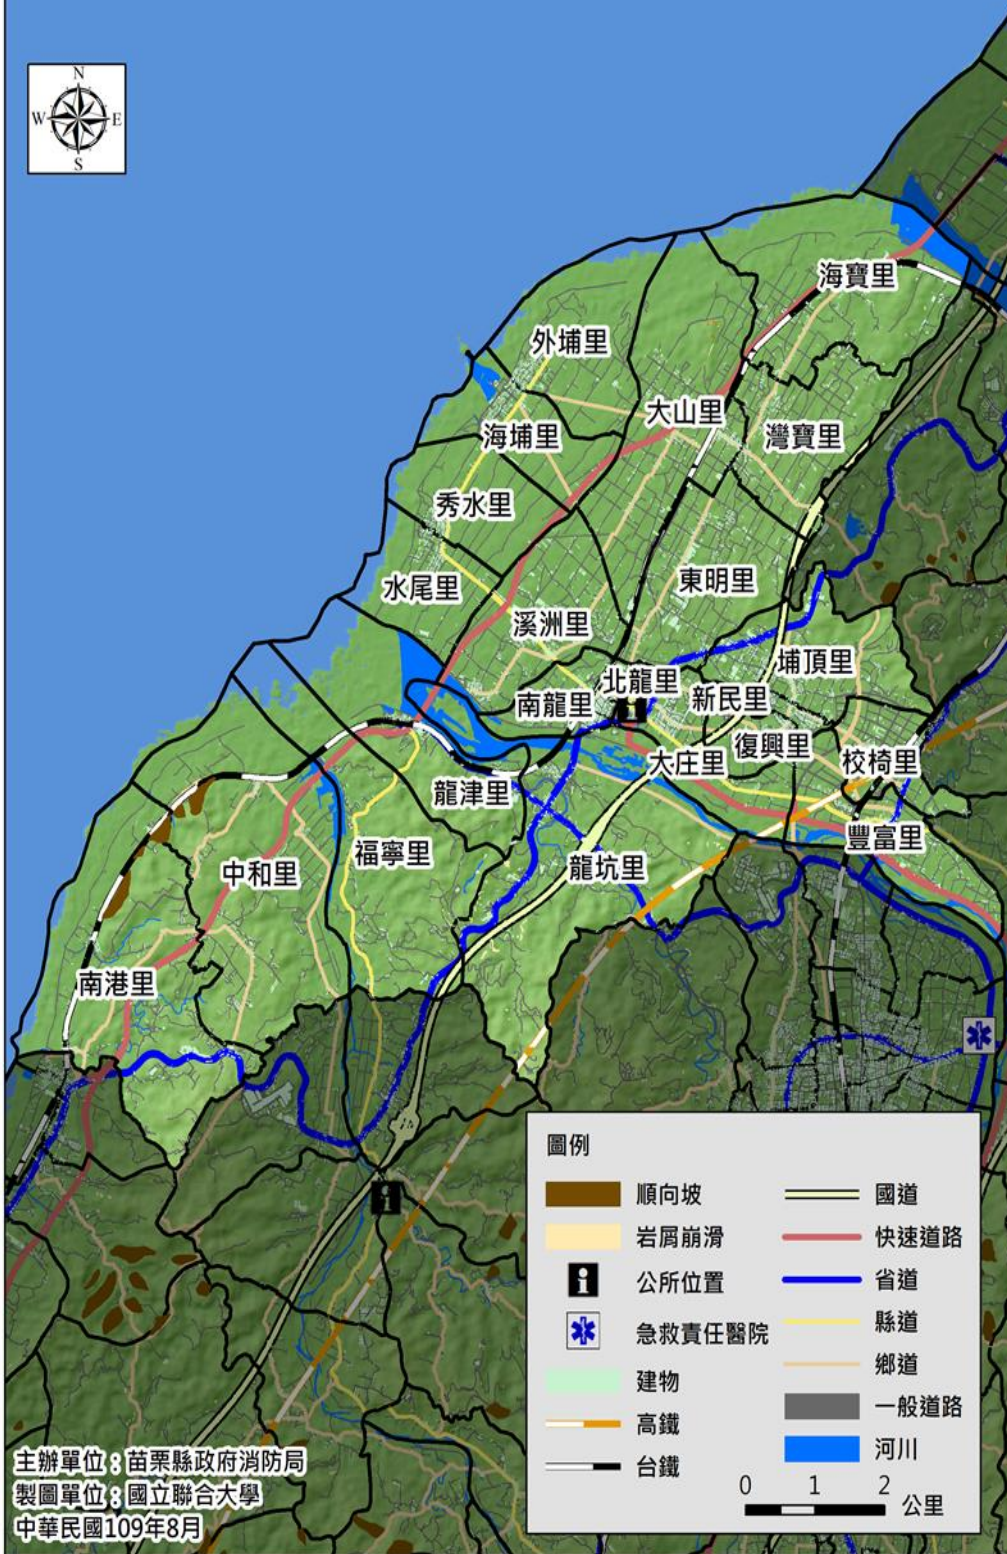 N
W E
S
海寶里
外埔里
大山里
海埔里
灣寶里
秀水里
東明里
水尾里
溪洲里
埔頂里
北龍里
新民里
南龍里
復興里
大庄里
校椅里
龍津里
豐富里
福寧里
龍坑里
中和里
南港里
圖例
順向坡
國道
岩屑崩滑
快速道路
公所位置
省道
急救責任醫院
縣道
鄉道
建物
一般道路
高鐵
河川
台鐵
0 1 2
公里
主辦單位：苗栗縣政府消防局
製圖單位：國立聯合大學
中華民國109年8月